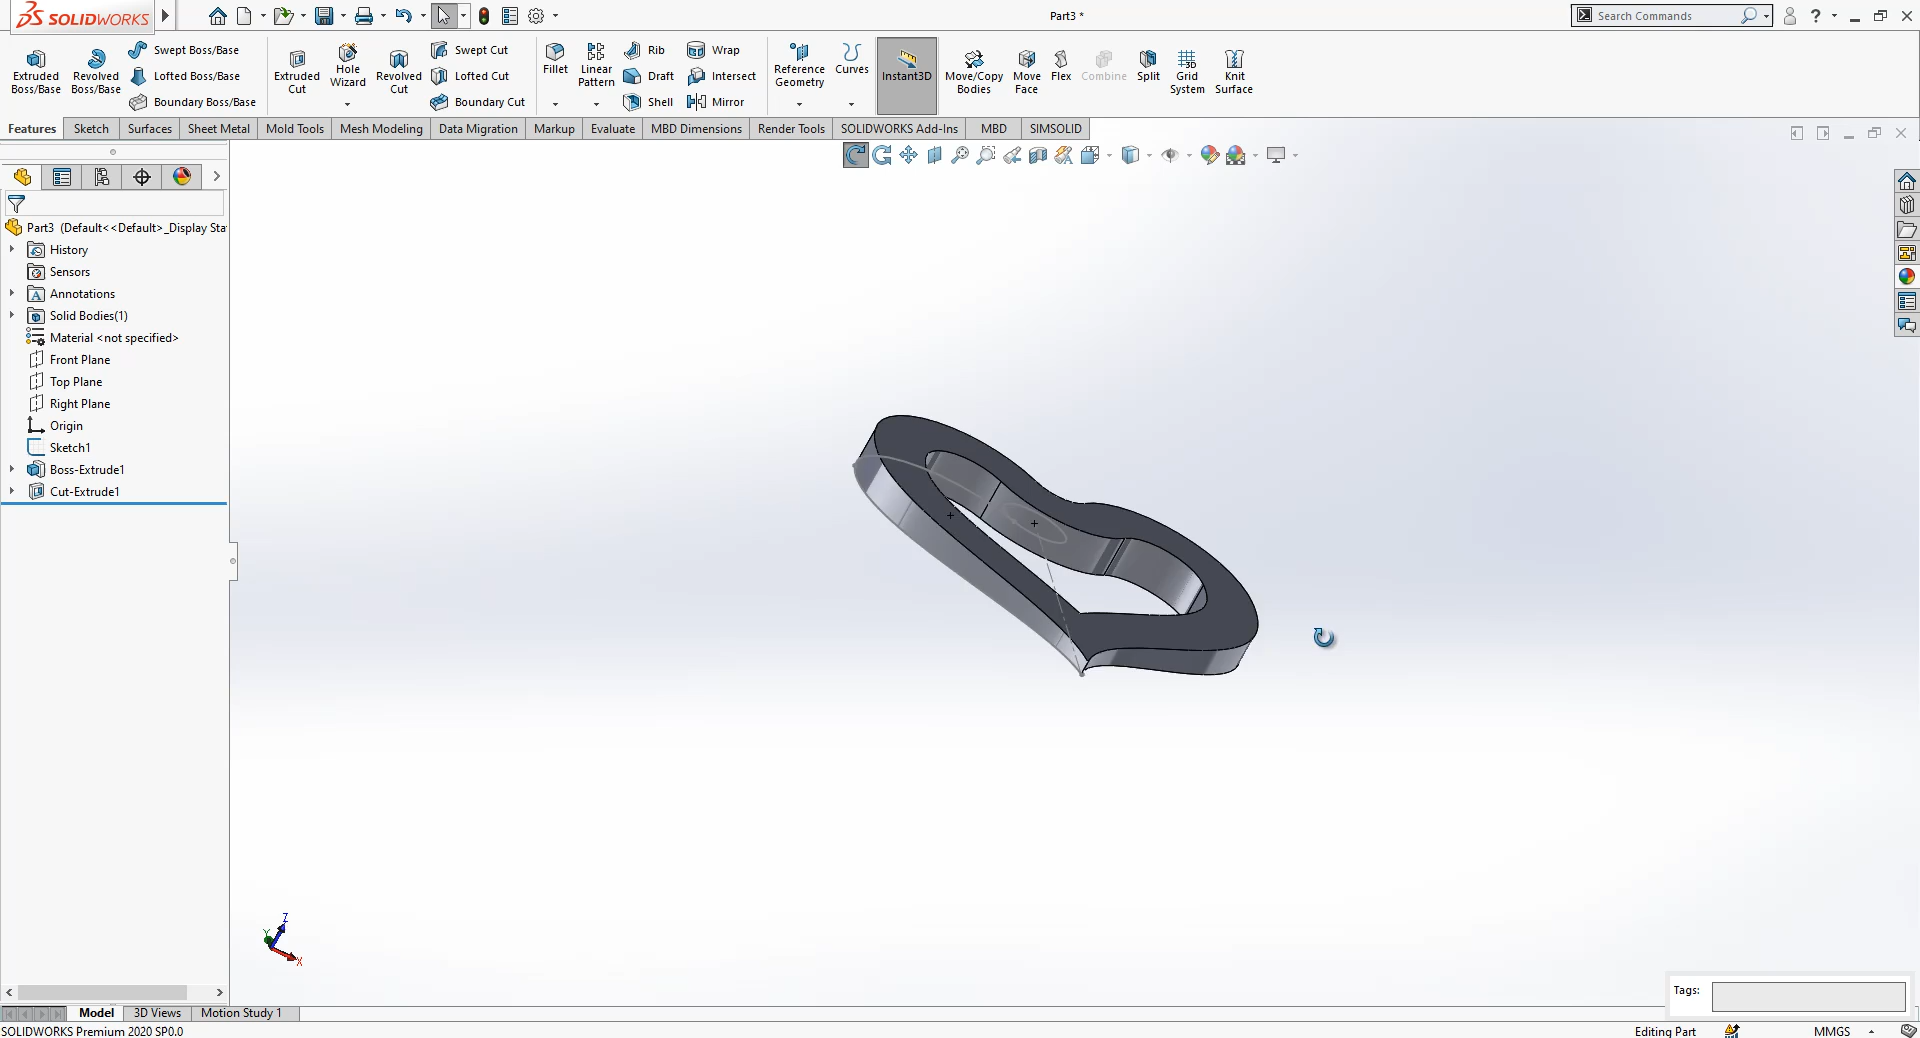 SOLIDWORKS
Part3 *
Search Commands
Extruded Boss/Base
Revolved Boss/Base
Swept Boss/Base
Lofted Boss/Base
Boundary Boss/Base
Extruded Cut
Hole Wizard
Revolved Cut
Swept Cut
Lofted Cut
Boundary Cut
Fillet
Linear Pattern
Rib
Draft
Shell
Wrap
Intersect
Mirror
Reference Geometry
Curves
Instant3D
Move/Copy Bodies
Move Face
Flex
Combine
Split
Grid System
Knit Surface
Features Sketch Surfaces Sheet Metal Mold Tools Mesh Modeling Data Migration Markup Evaluate MBD Dimensions Render Tools SOLIDWORKS Add-Ins MBD SIMSOLID
Part3 (Default<<Default>_Display Sta
History
Sensors
Annotations
Solid Bodies(1)
Material <not specified>
Front Plane
Top Plane
Right Plane
Origin
Sketch1
Boss-Extrude1
Cut-Extrude1
Z
Y
X
Tags:
Model 3D Views Motion Study 1
SOLIDWORKS Premium 2020 SP0.0
Editing Part
MMGS